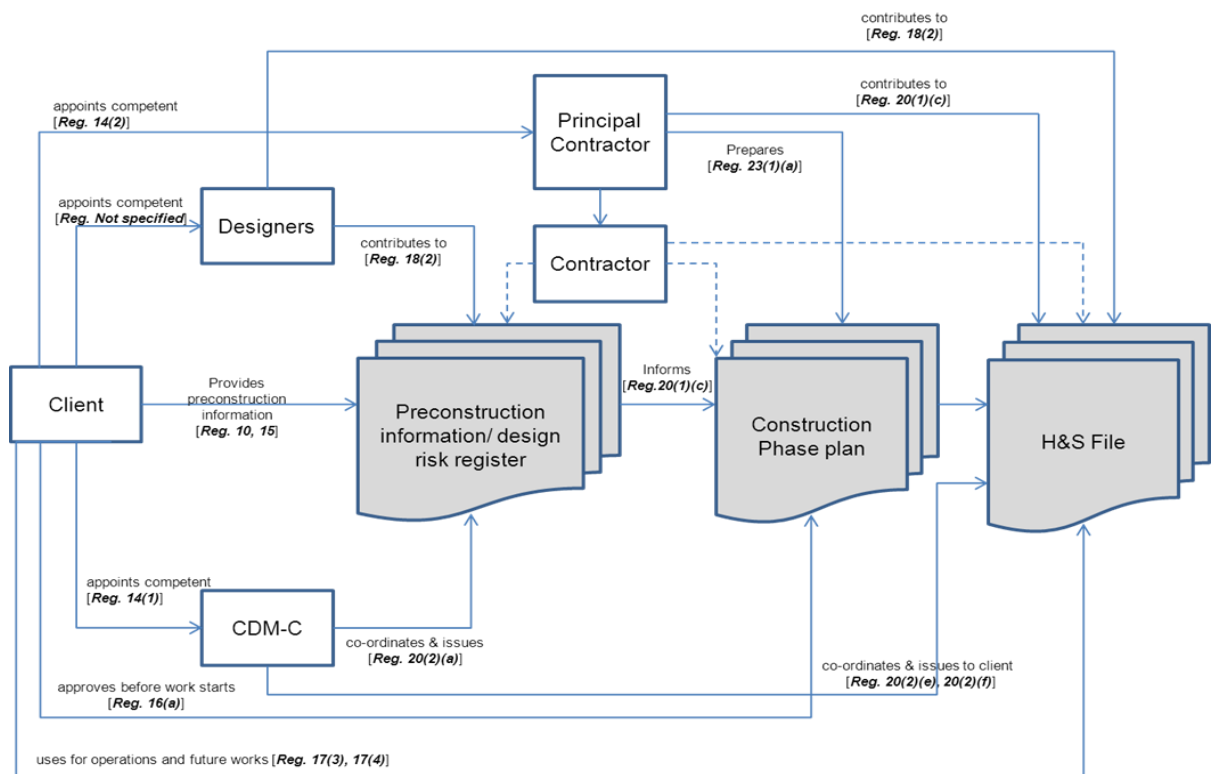 contributes to
[Reg. 18(2)]
appoints competent
[Reg. 14(2)]
Principal
Contractor
contributes to
[Reg. 20(1)(c)]
Prepares
[Reg. 23(1)(a)]
appoints competent
[Reg. Not specified]
Designers
contributes to
[Reg. 18(2)]
Contractor
Client
Provides
preconstruction
information
[Reg. 10, 15]
Preconstruction
information/ design
risk register
Informs
[Reg.20(1)(c)]
Construction
Phase plan
H&S File
appoints competent
[Reg. 14(1)]
CDM-C
co-ordinates & issues
[Reg. 20(2)(a)]
co-ordinates & issues to client
[Reg. 20(2)(e), 20(2)(f)]
approves before work starts
[Reg. 16(a)]
uses for operations and future works [Reg. 17(3), 17(4)]